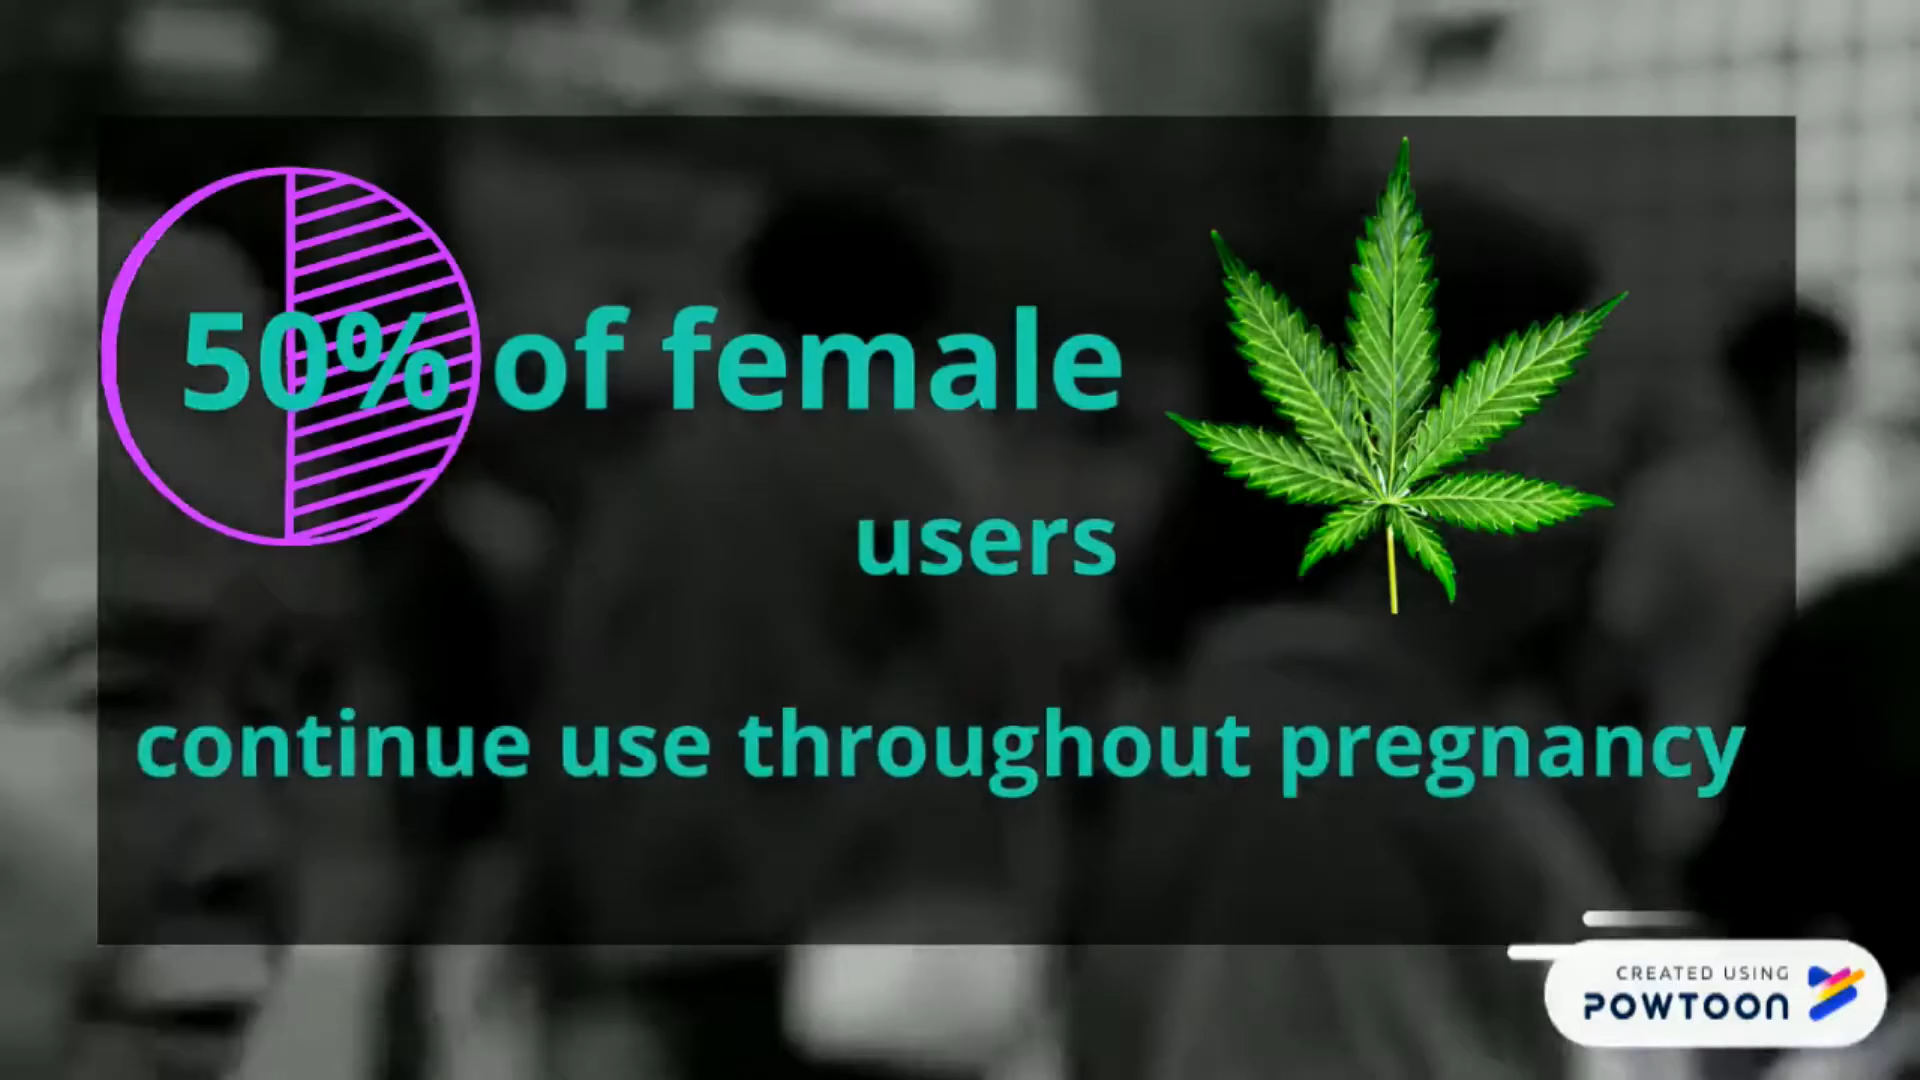 50% of female
users
continue use throughout pregnancy
CREATED USING
POWTOON